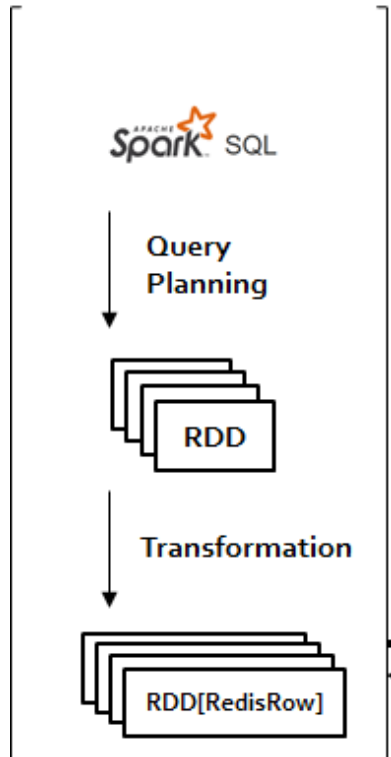 APACHE
Spark SQL
Query
Planning
RDD
Transformation
RDD[RedisRow]